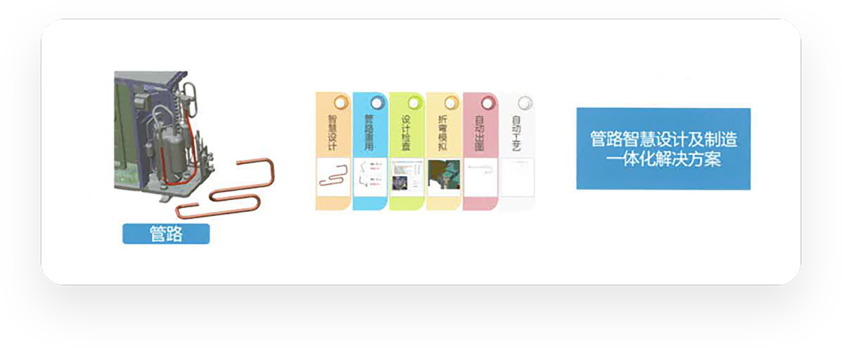 管路
智慧设计
管路重用
设计检查
折弯模拟
自动出图
自动工艺
管路智慧设计及制造
一体化解决方案